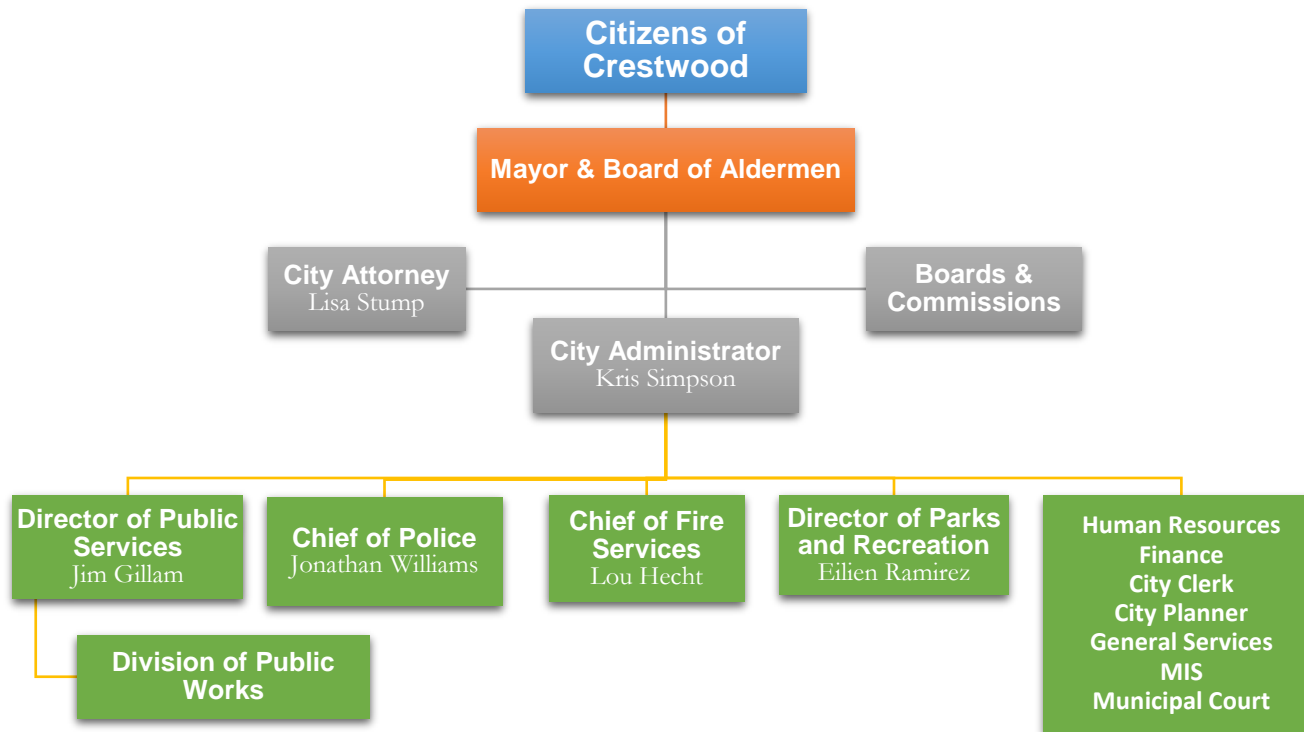 Citizens of
Crestwood
Mayor & Board of Aldermen
City Attorney
Lisa Stump
Boards &
Commissions
City Administrator
Kris Simpson
Director of Public
Services
Jim Gillam
Chief of Police
Jonathan Williams
Chief of Fire
Services
Lou Hecht
Director of Parks
and Recreation
Eilien Ramirez
Human Resources
Finance
City Clerk
City Planner
General Services
MIS
Municipal Court
Division of Public
Works